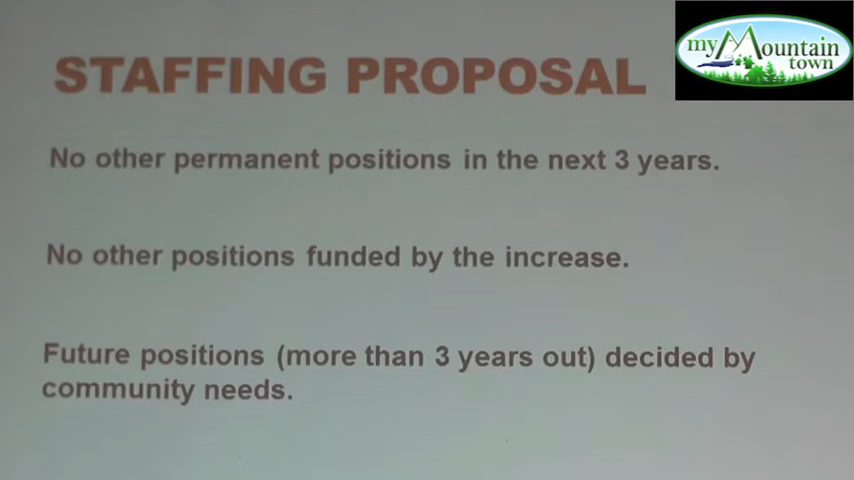 STAFFING PROPOSAL
my Mountain
town
No other permanent positions in the next 3 years.
No other positions funded by the increase.
Future positions (more than 3 years out) decided by
community needs.